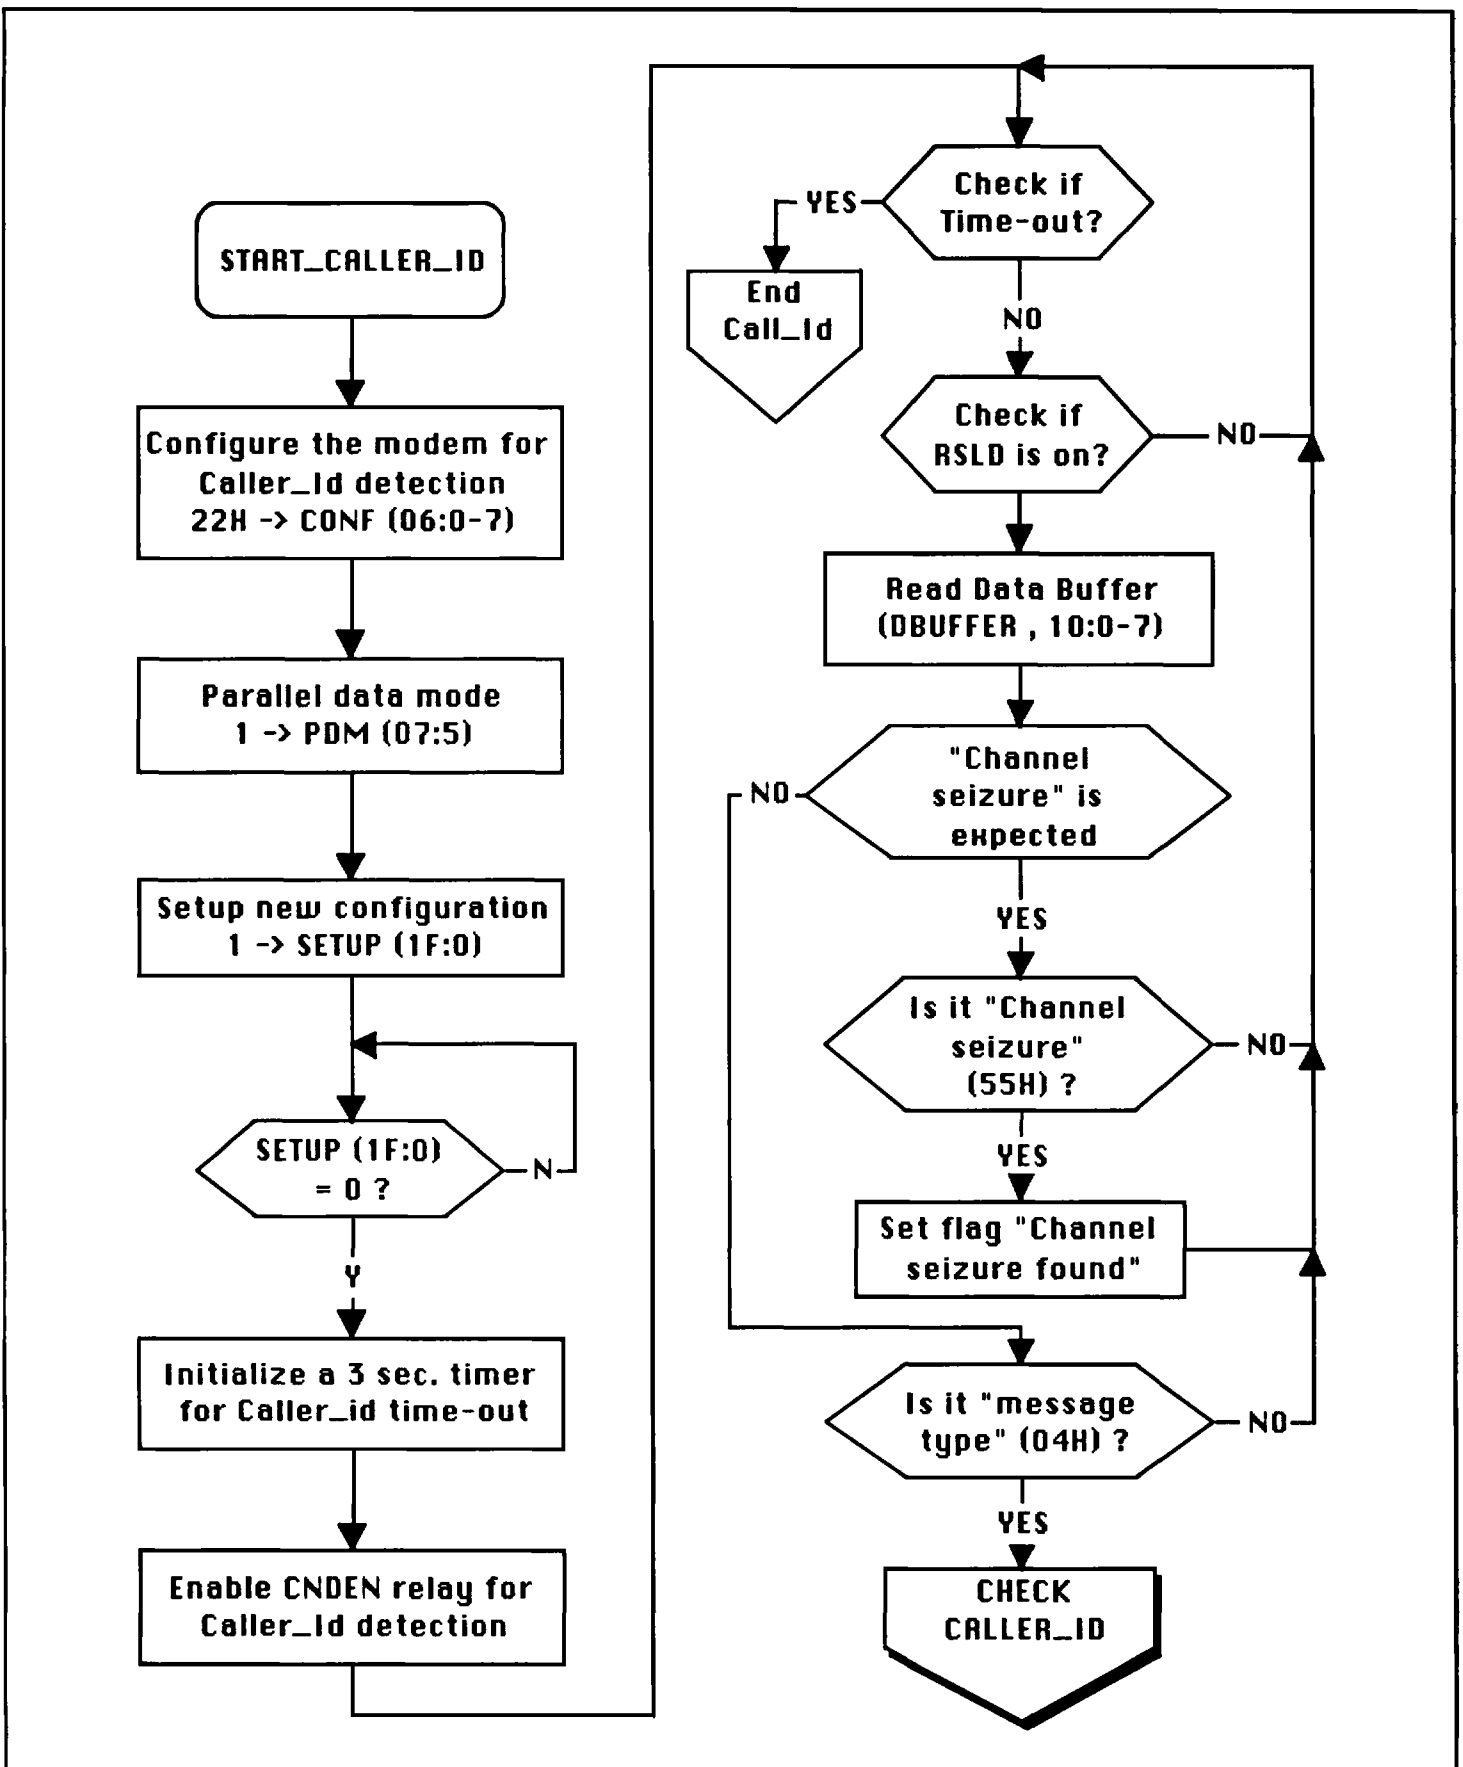 START_CALLER_ID
Configure the modem for
Caller_Id detection
22H -> CONF (06:0-7)
Parallel data mode
1 -> PDM (07:5)
Setup new configuration
1 -> SETUP (1F:0)
SETUP (1F:0)
= 0 ?
N
Y
Initialize a 3 sec. timer
for Caller_id time-out
Enable CNDEN relay for
Caller_Id detection
Check if
Time-out?
YES
End
Call_Id
NO
Check if
RSLD is on?
NO
Read Data Buffer
(DBUFFER , 10:0-7)
"Channel
seizure" is
expected
NO
YES
Is it "Channel
seizure"
(55H) ?
NO
YES
Set flag "Channel
seizure found"
Is it "message
type" (04H) ?
NO
YES
CHECK
CALLER_ID